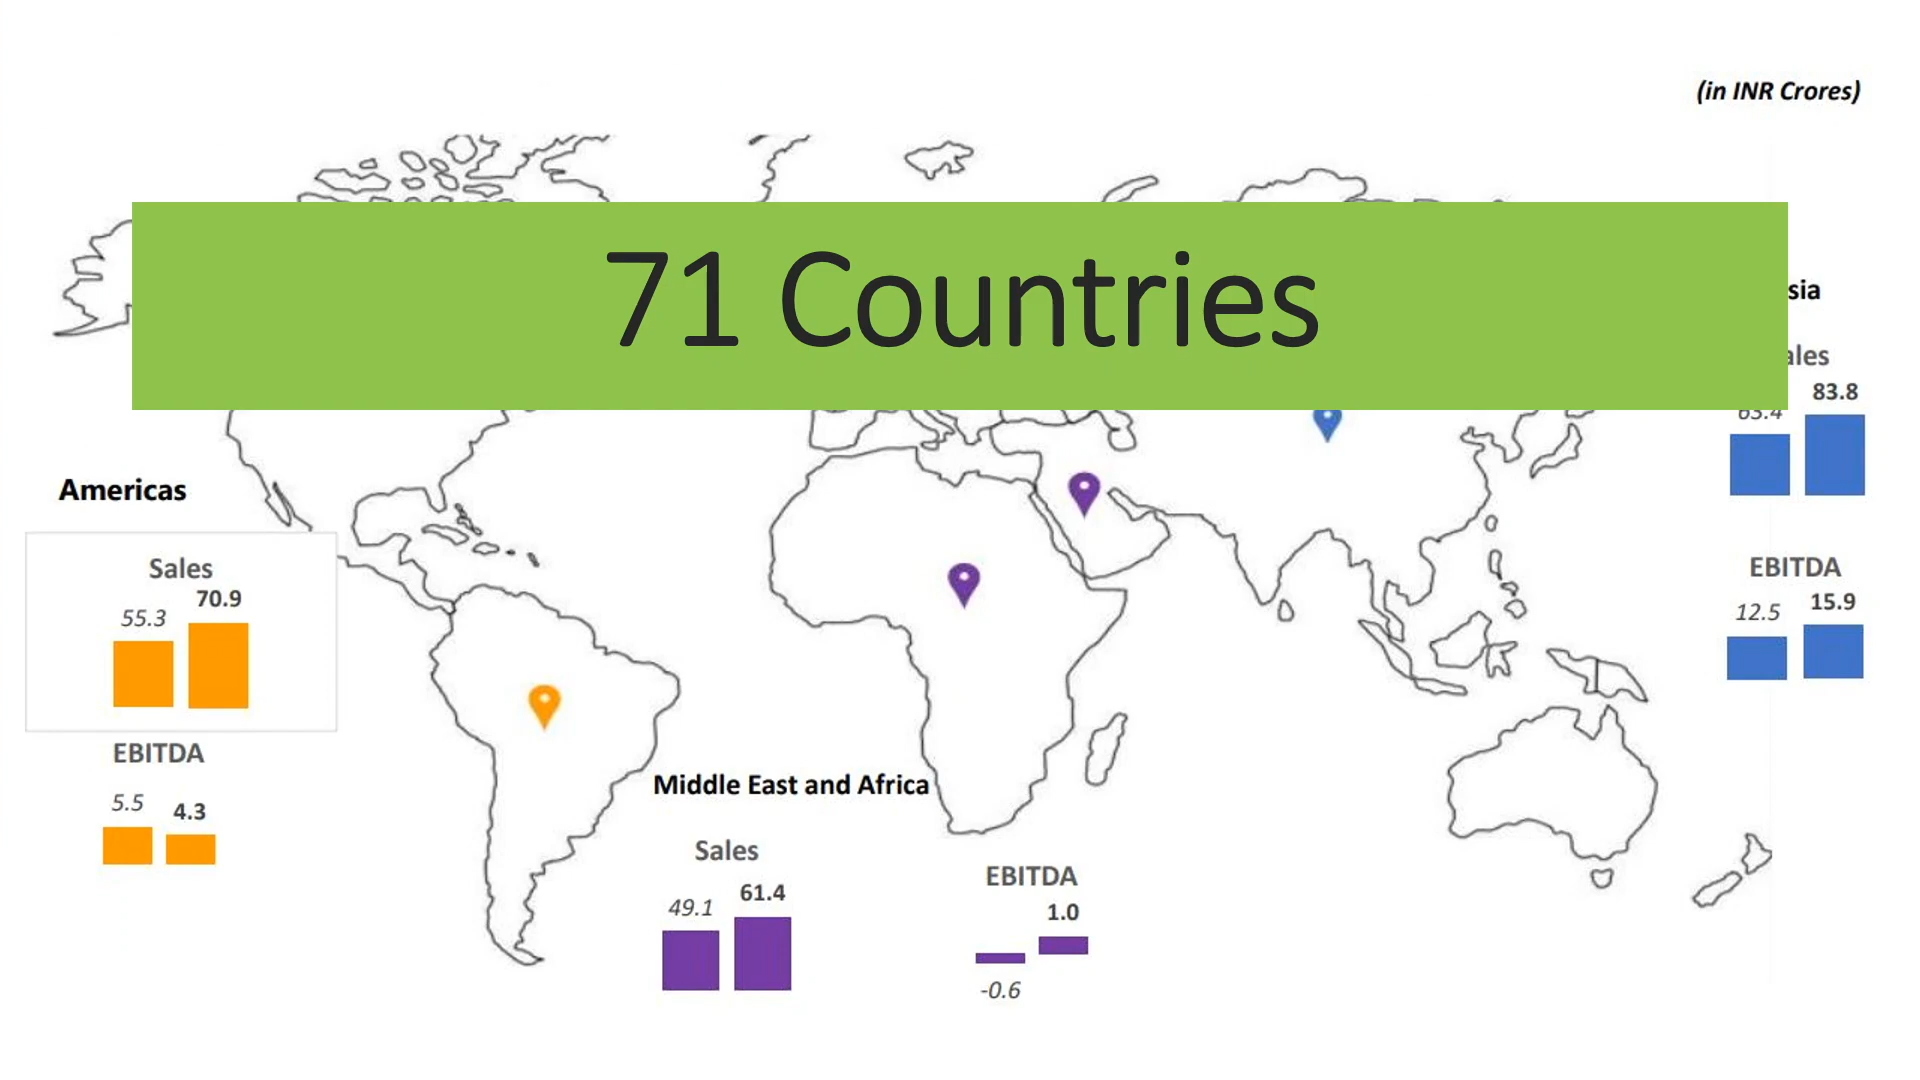 (in INR Crores)
71 Countries
sia
ales
83.8
63.4
Americas
Sales
55.3
70.9
EBITDA
12.5
15.9
EBITDA
5.5
4.3
Middle East and Africa
Sales
49.1
61.4
EBITDA
1.0
-0.6